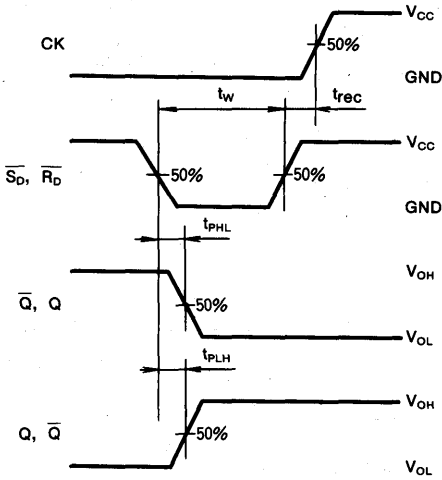 V_CC
CK
50%
GND
t_W
t_rec
V_CC
S̅_D̅, R̅_D̅
50%
50%
GND
t_PHL
V_OH
Q̅, Q
50%
V_OL
t_PLH
V_OH
Q, Q̅
50%
V_OL